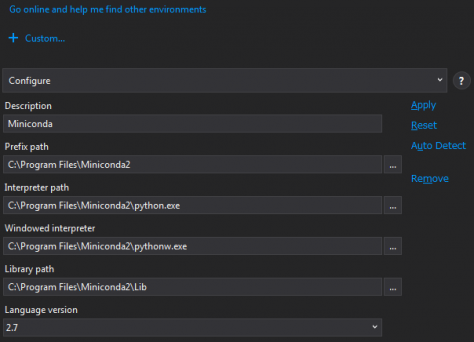 Go online and help me find other environments
+ Custom...
Configure
?
Description
Apply
Miniconda
Reset
Prefix path
Auto Detect
C:\Program Files\Miniconda2
...
Remove
Interpreter path
C:\Program Files\Miniconda2\python.exe
...
Windowed interpreter
C:\Program Files\Miniconda2\pythonw.exe
...
Library path
C:\Program Files\Miniconda2\Lib
...
Language version
2.7